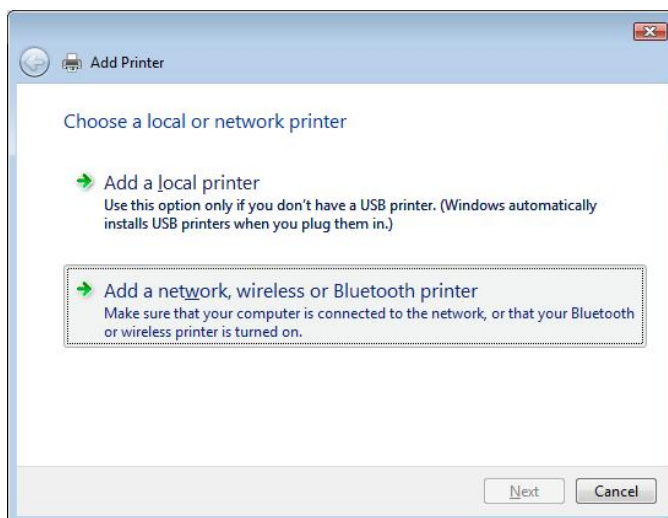 Add Printer
Choose a local or network printer
Add a local printer
Use this option only if you don't have a USB printer. (Windows automatically
installs USB printers when you plug them in.)
Add a network, wireless or Bluetooth printer
Make sure that your computer is connected to the network, or that your Bluetooth
or wireless printer is turned on.
Next Cancel